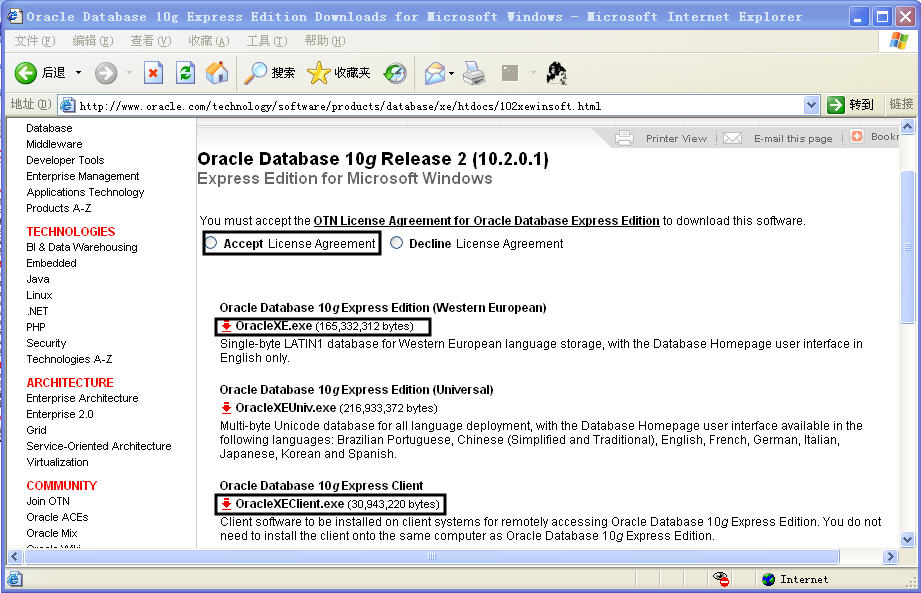 Oracle Database 10g Express Edition Downloads for Microsoft Windows - Microsoft Internet Explorer
文件(F) 编辑(E) 查看(V) 收藏(A) 工具(T) 帮助(H)
后退 搜索 收藏夹
地址(D) http://www.oracle.com/technology/software/products/database/xe/htdocs/102xewinsoft.html 转到 链接
Database
Middleware
Developer Tools
Enterprise Management
Applications Technology
Products A-Z
TECHNOLOGIES
BI & Data Warehousing
Embedded
Java
Linux
.NET
PHP
Security
Technologies A-Z
ARCHITECTURE
Enterprise Architecture
Enterprise 2.0
Grid
Service-Oriented Architecture
Virtualization
COMMUNITY
Join OTN
Oracle ACEs
Oracle Mix
Oracle Wiki
Printer View E-mail this page Bookr
Oracle Database 10g Release 2 (10.2.0.1)
Express Edition for Microsoft Windows
You must accept the OTN License Agreement for Oracle Database Express Edition to download this software.
Accept License Agreement Decline License Agreement
Oracle Database 10g Express Edition (Western European)
OracleXE.exe (165,332,312 bytes)
Single-byte LATIN1 database for Western European language storage, with the Database Homepage user interface in
English only.
Oracle Database 10g Express Edition (Universal)
OracleXEUniv.exe (216,933,372 bytes)
Multi-byte Unicode database for all language deployment, with the Database Homepage user interface available in the
following languages: Brazilian Portuguese, Chinese (Simplified and Traditional), English, French, German, Italian,
Japanese, Korean and Spanish.
Oracle Database 10g Express Client
OracleXEClient.exe (30,943,220 bytes)
Client software to be installed on client systems for remotely accessing Oracle Database 10g Express Edition. You do not
need to install the client onto the same computer as Oracle Database 10g Express Edition.
Internet